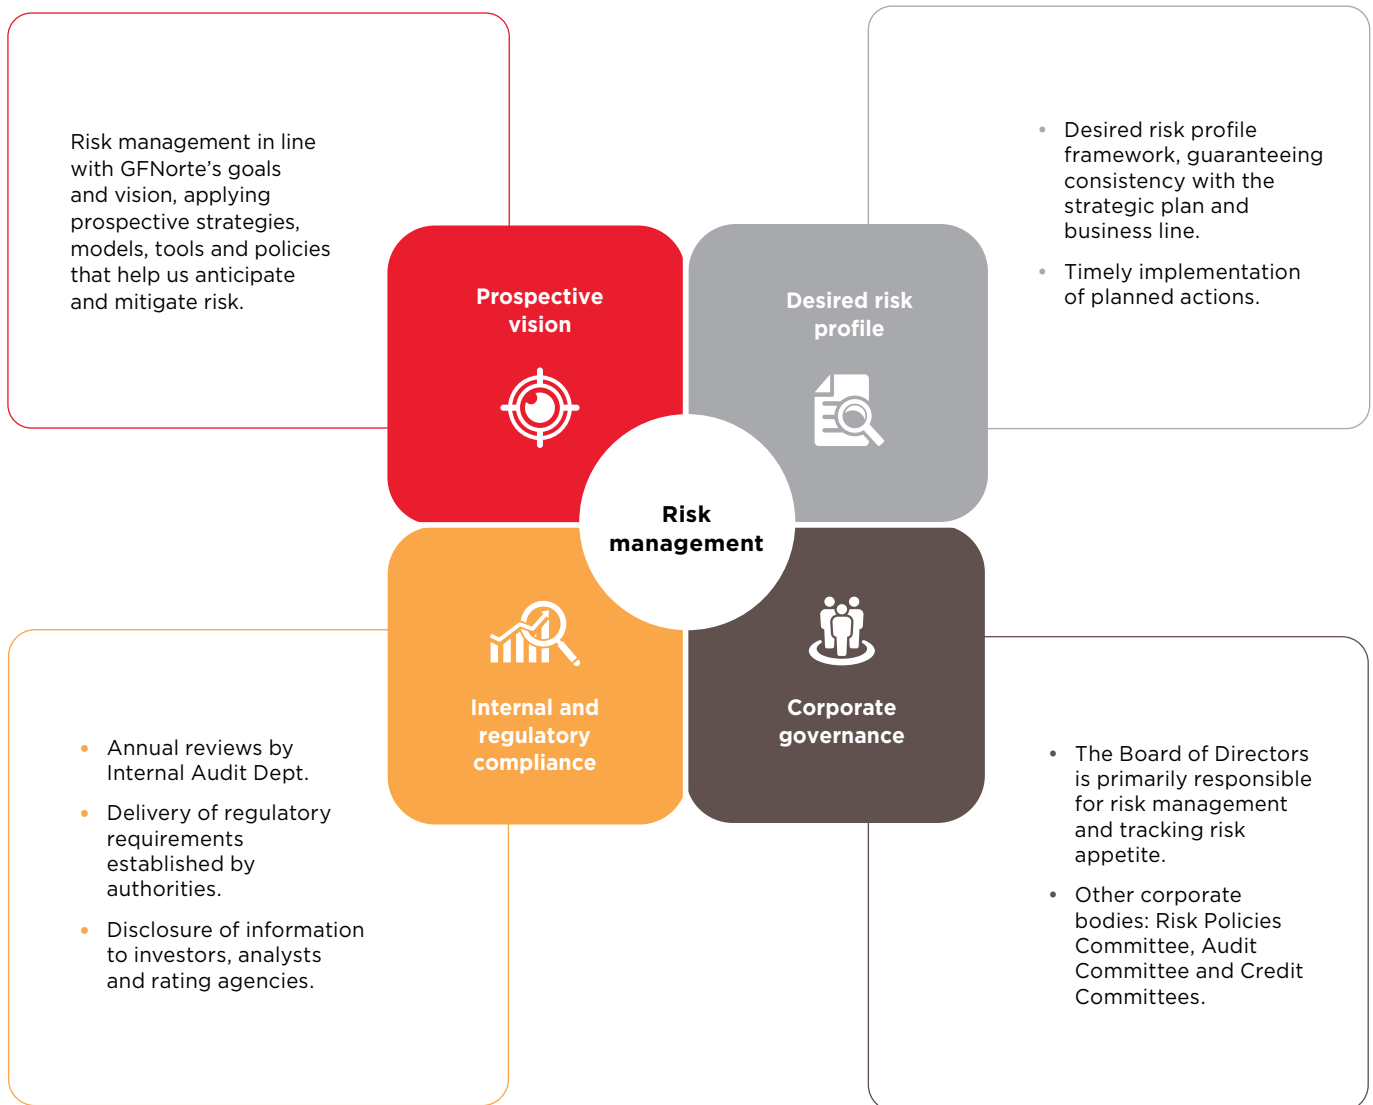 Risk management in line
with GFNorte’s goals
and vision, applying
prospective strategies,
models, tools and policies
that help us anticipate
and mitigate risk.
Prospective
vision
Desired risk
profile
• Desired risk profile
framework, guaranteeing
consistency with the
strategic plan and
business line.
• Timely implementation
of planned actions.
Risk
management
Internal and
regulatory
compliance
• Annual reviews by
Internal Audit Dept.
• Delivery of regulatory
requirements
established by
authorities.
• Disclosure of information
to investors, analysts
and rating agencies.
Corporate
governance
• The Board of Directors
is primarily responsible
for risk management
and tracking risk
appetite.
• Other corporate
bodies: Risk Policies
Committee, Audit
Committee and Credit
Committees.